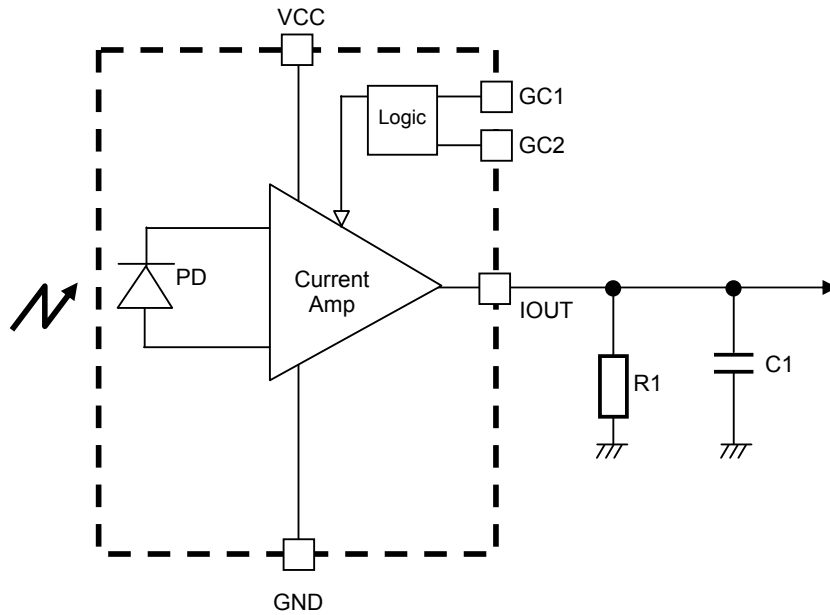 VCC
GC1
Logic
GC2
PD
Current
Amp
IOUT
R1
C1
GND